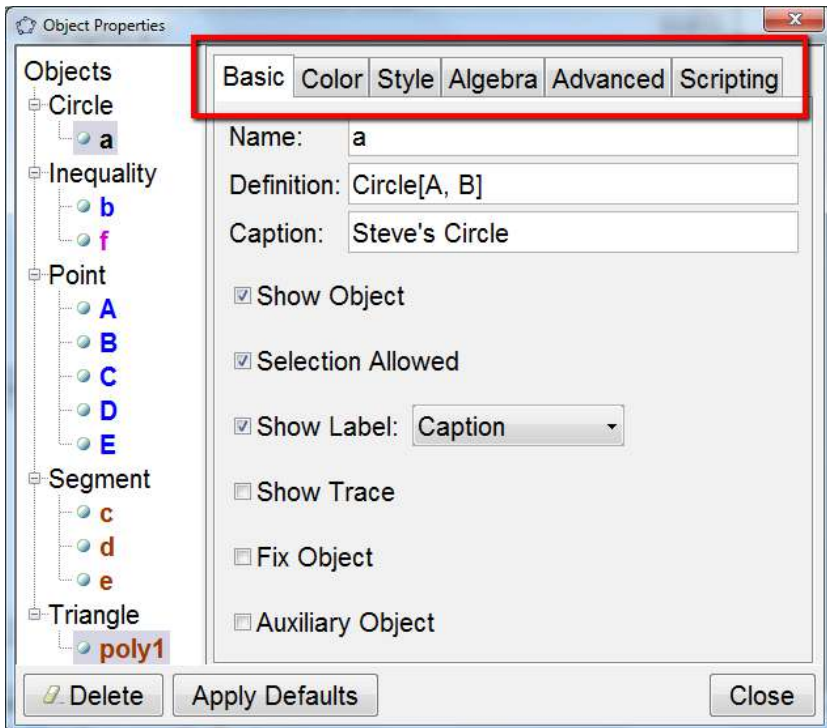 Object Properties
Objects
Circle
a
Inequality
b
f
Point
A
B
C
D
E
Segment
c
d
e
Triangle
poly1
Basic Color Style Algebra Advanced Scripting
Name: a
Definition: Circle[A, B]
Caption: Steve's Circle
Show Object
Selection Allowed
Show Label: Caption
Show Trace
Fix Object
Auxiliary Object
Delete Apply Defaults Close